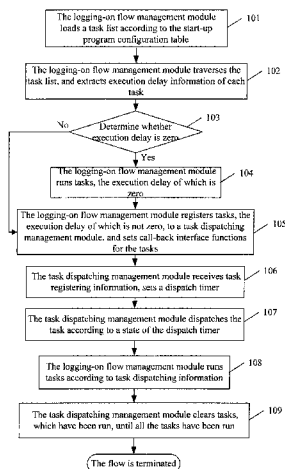 The logging-on flow management module
loads a task list according to the start-up
program configuration table
101
The logging-on flow management module traverses the
task list, and extracts execution delay information of each
task
102
103
No
Determine whether
execution delay is zero
Yes
The logging-on flow management module
runs tasks, the execution delay of which is
zero
104
The logging-on flow management module registers tasks, the
execution delay of which is not zero, to a task dispatching
management module, and sets call-back interface functions
for the tasks
105
The task dispatching management module receives task
registering information, sets a dispatch timer
106
The task dispatching management module dispatches the
task according to a state of the dispatch timer
107
The logging-on flow management module runs
tasks according to task dispatching information
108
The task dispatching management module clears tasks,
which have been run, until all the tasks have been run
109
The flow is terminated